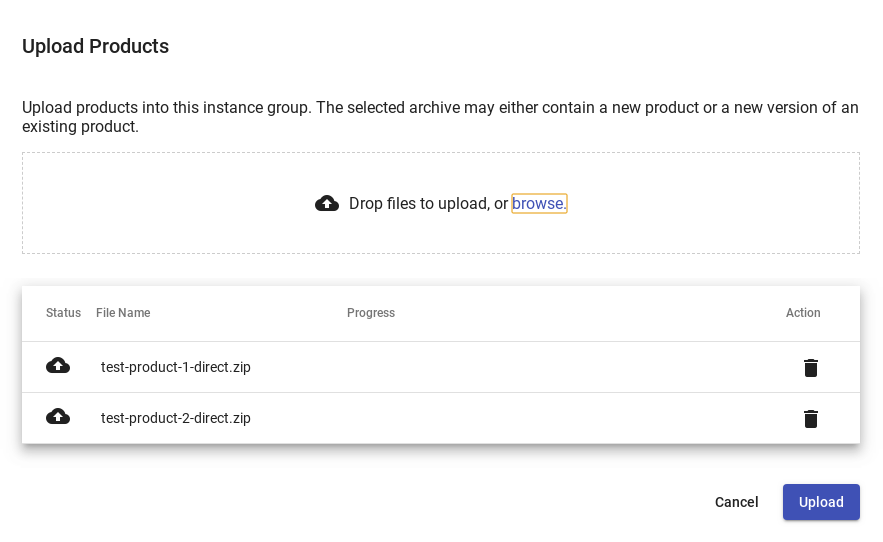 Upload Products
Upload products into this instance group. The selected archive may either contain a new product or a new version of an
existing product.
Drop files to upload, or browse.
Status File Name Progress Action
test-product-1-direct.zip
test-product-2-direct.zip
Cancel Upload